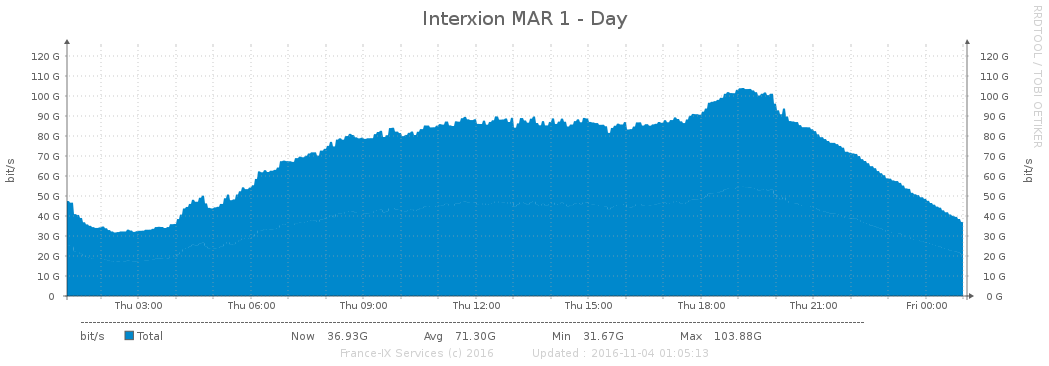 Interxion MAR 1 - Day
RRDTOOL / TOBI OETIKER
bit/s
120 G 120 G
110 G 110 G
100 G 100 G
90 G 90 G
80 G 80 G
70 G 70 G
60 G 60 G
50 G 50 G
40 G 40 G
30 G 30 G
20 G 20 G
10 G 10 G
0 0 G
bit/s
Thu 03:00 Thu 06:00 Thu 09:00 Thu 12:00 Thu 15:00 Thu 18:00 Thu 21:00 Fri 00:00
bit/s Total Now 36.93G Avg 71.30G Min 31.67G Max 103.88G
France-IX Services (c) 2016 Updated : 2016-11-04 01:05:13